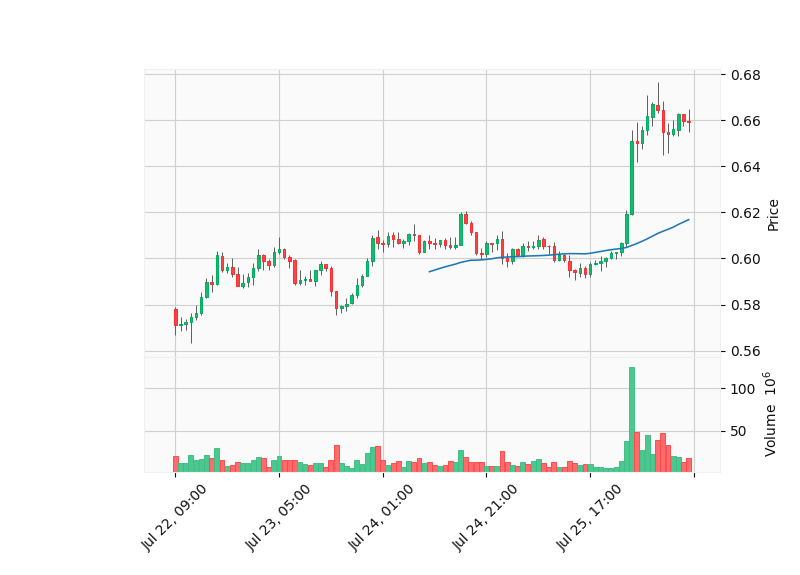 0.68
0.66
0.64
0.62
0.60
0.58
0.56
Price
100
50
Volume 10^6
Jul 22, 09:00
Jul 23, 05:00
Jul 24, 01:00
Jul 24, 21:00
Jul 25, 17:00